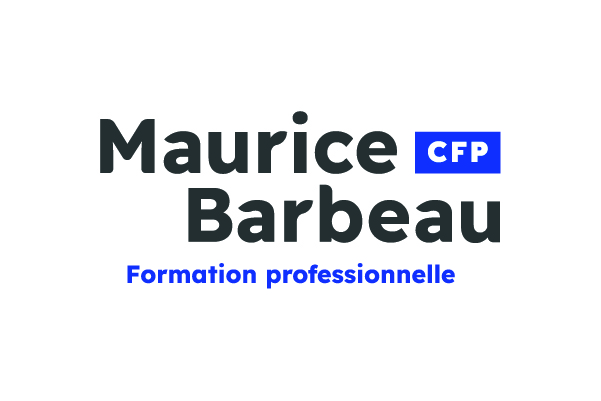 Maurice CFP
Barbeau
Formation professionnelle